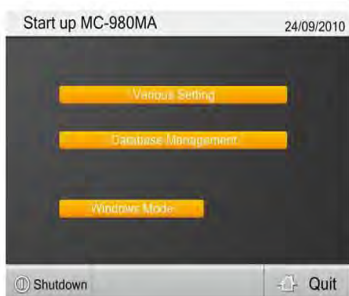 Start up MC-980MA
24/09/2010
Various Setting
Database Management
Windows Mode
Shutdown
Quit